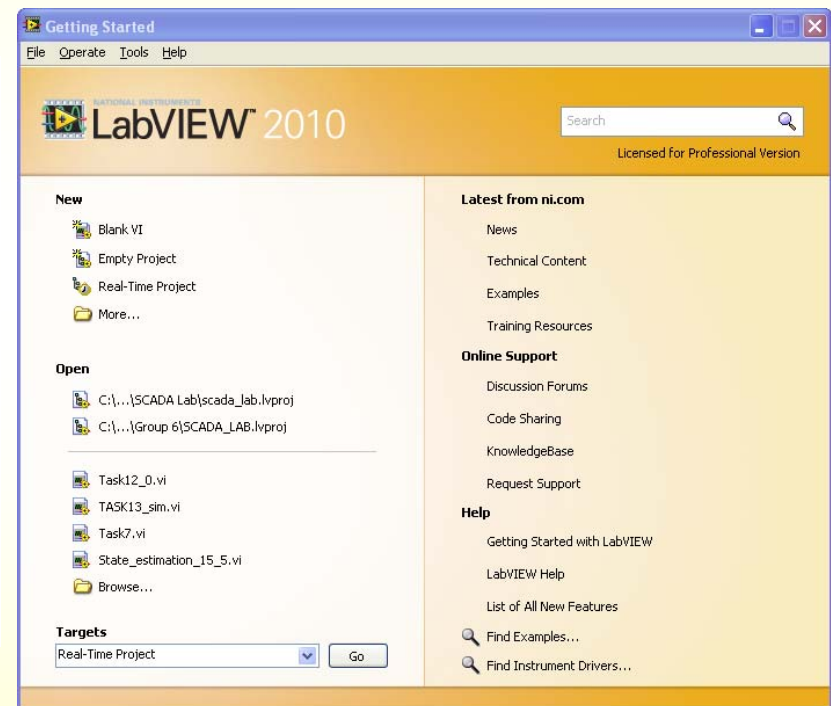 Getting Started
File Operate Tools Help
NATIONAL INSTRUMENTS
LabVIEW™ 2010
Search
Licensed for Professional Version
New
Blank VI
Empty Project
Real-Time Project
More...
Open
C:\...\SCADA Lab\scada_lab.lvproj
C:\...\Group 6\SCADA_LAB.lvproj
Task12_0.vi
TASK13_sim.vi
Task7.vi
State_estimation_15_5.vi
Browse...
Targets
Real-Time Project
Go
Latest from ni.com
News
Technical Content
Examples
Training Resources
Online Support
Discussion Forums
Code Sharing
KnowledgeBase
Request Support
Help
Getting Started with LabVIEW
LabVIEW Help
List of All New Features
Find Examples...
Find Instrument Drivers...